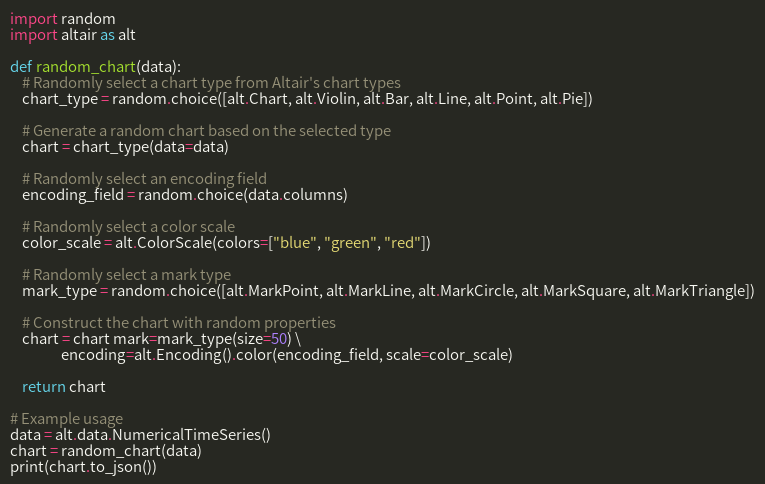 import random
import altair as alt
def random_chart(data):
# Randomly select a chart type from Altair's chart types
chart_type = random.choice([alt.Chart, alt.Violin, alt.Bar, alt.Line, alt.Point, alt.Pie])
# Generate a random chart based on the selected type
chart = chart_type(data=data)
# Randomly select an encoding field
encoding_field = random.choice(data.columns)
# Randomly select a color scale
color_scale = alt.ColorScale(colors=["blue", "green", "red"])
# Randomly select a mark type
mark_type = random.choice([alt.MarkPoint, alt.MarkLine, alt.MarkCircle, alt.MarkSquare, alt.MarkTriangle])
# Construct the chart with random properties
chart = chart mark=mark_type(size=50) \
encoding=alt.Encoding().color(encoding_field, scale=color_scale)
return chart
# Example usage
data = alt.data.NumericalTimeSeries()
chart = random_chart(data)
print(chart.to_json())